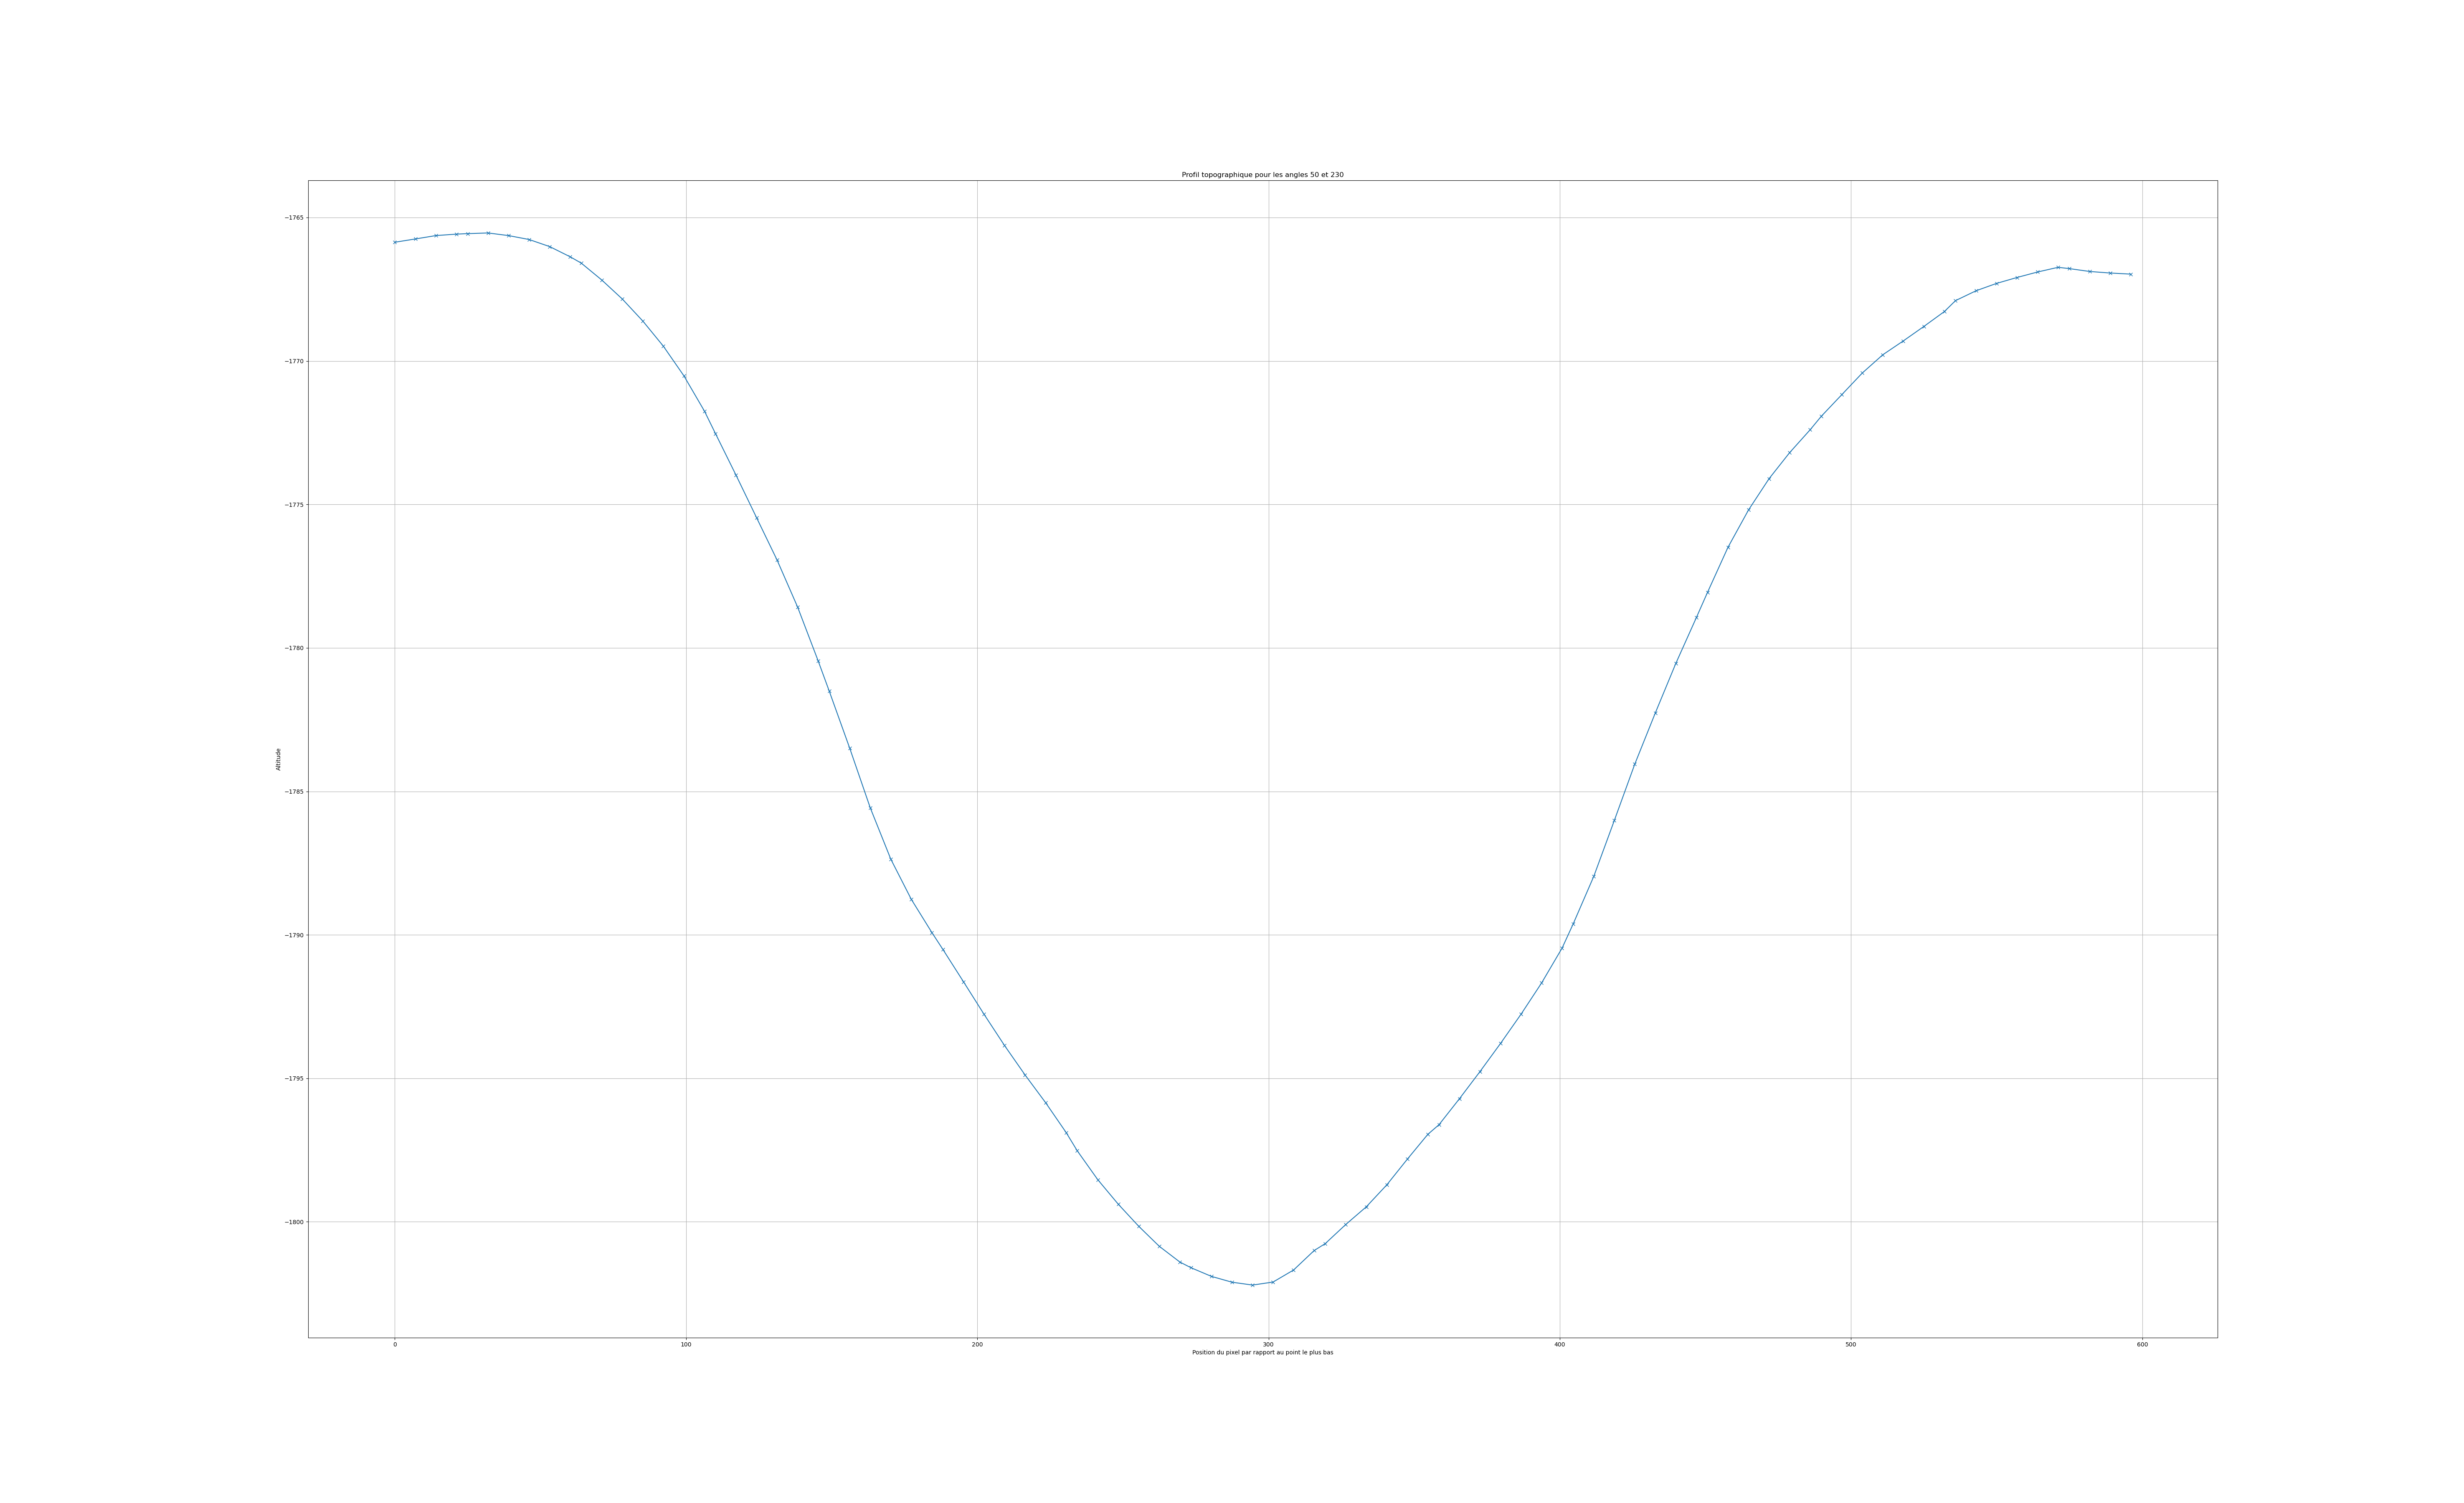 Profil topographique pour les angles 50 et 230
−1765
−1770
−1775
−1780
−1785
−1790
−1795
−1800
Altitude
0 100 200 300 400 500 600
Position du pixel par rapport au point le plus bas